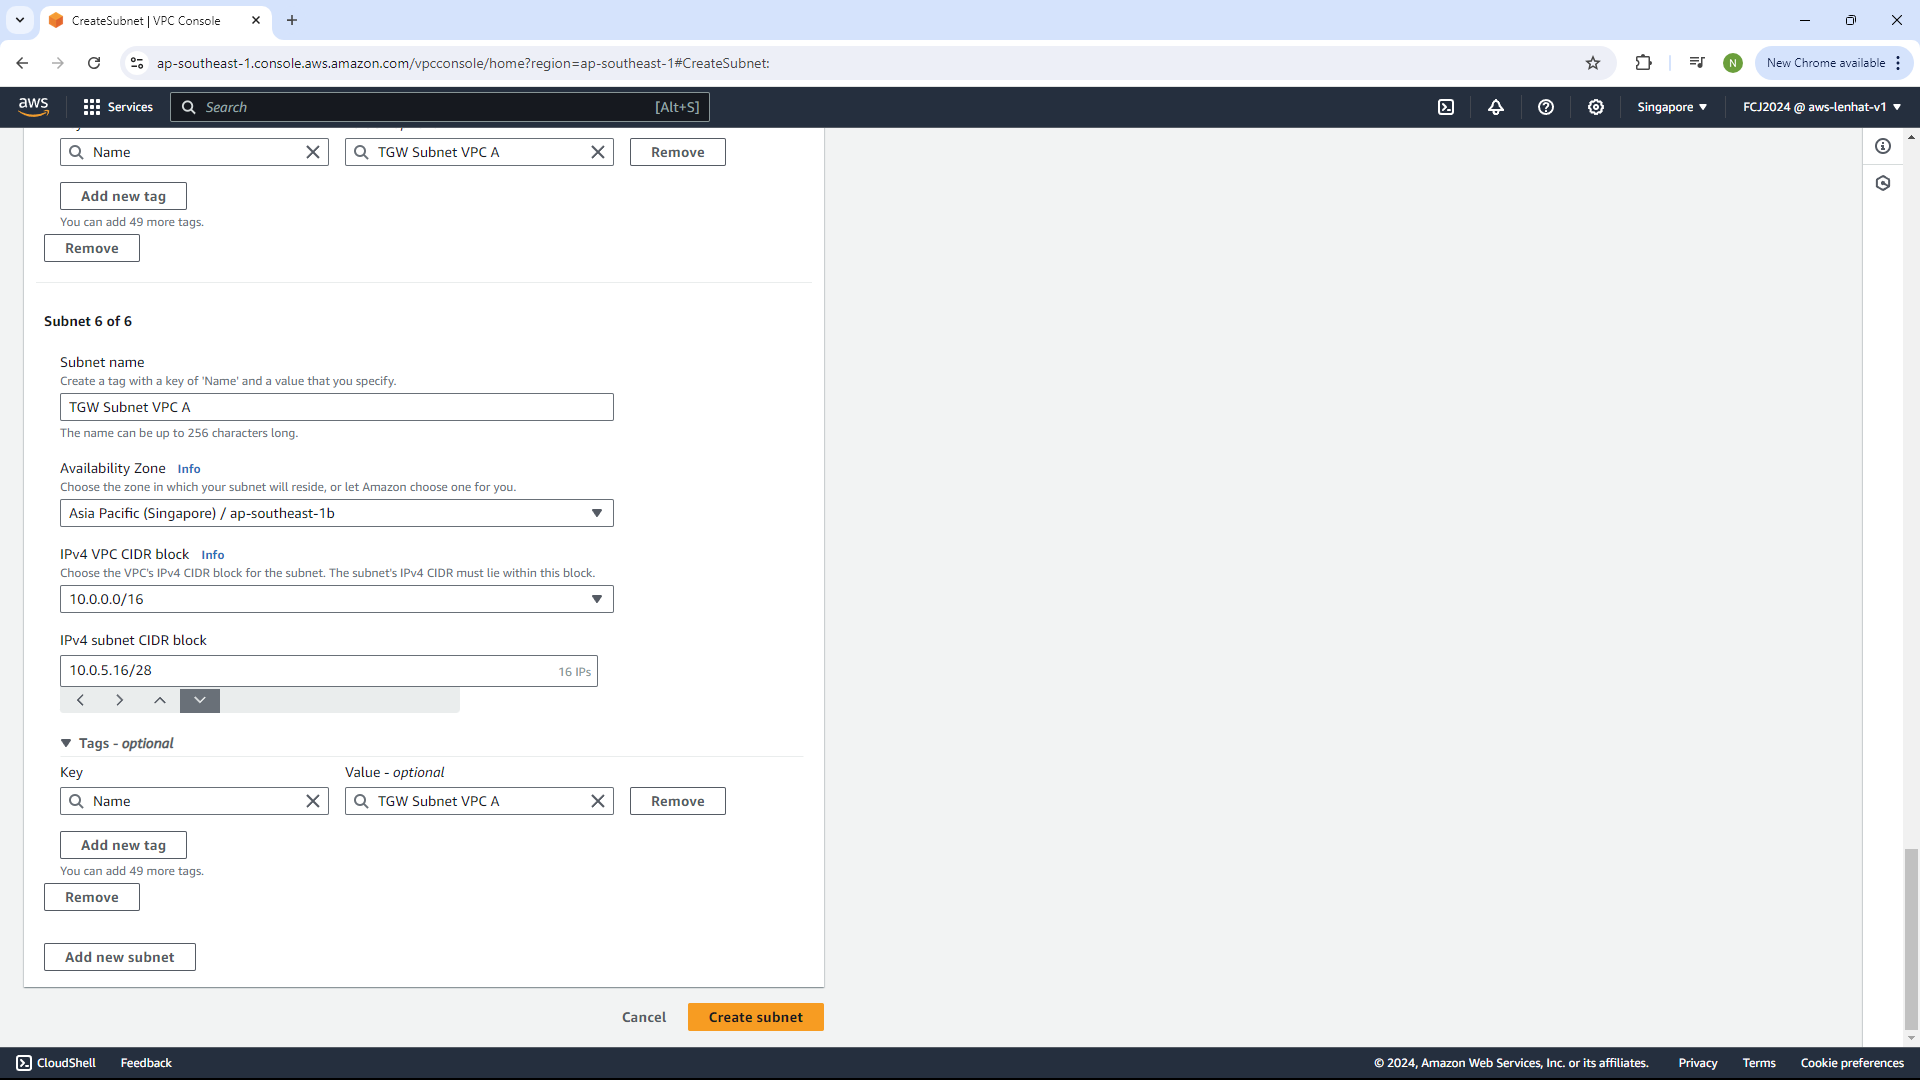 CreateSubnet | VPC Console
ap-southeast-1.console.aws.amazon.com/vpcconsole/home?region=ap-southeast-1#CreateSubnet:
N
New Chrome available
aws
Services
Search
[Alt+S]
Singapore
FCJ2024 @ aws-lenhat-v1
Name
TGW Subnet VPC A
Remove
Add new tag
You can add 49 more tags.
Remove
Subnet 6 of 6
Subnet name
Create a tag with a key of 'Name' and a value that you specify.
TGW Subnet VPC A
The name can be up to 256 characters long.
Availability Zone Info
Choose the zone in which your subnet will reside, or let Amazon choose one for you.
Asia Pacific (Singapore) / ap-southeast-1b
IPv4 VPC CIDR block Info
Choose the VPC's IPv4 CIDR block for the subnet. The subnet's IPv4 CIDR must lie within this block.
10.0.0.0/16
IPv4 subnet CIDR block
10.0.5.16/28
16 IPs
Tags - optional
Key
Value - optional
Name
TGW Subnet VPC A
Remove
Add new tag
You can add 49 more tags.
Remove
Add new subnet
Cancel
Create subnet
CloudShell
Feedback
© 2024, Amazon Web Services, Inc. or its affiliates.
Privacy
Terms
Cookie preferences